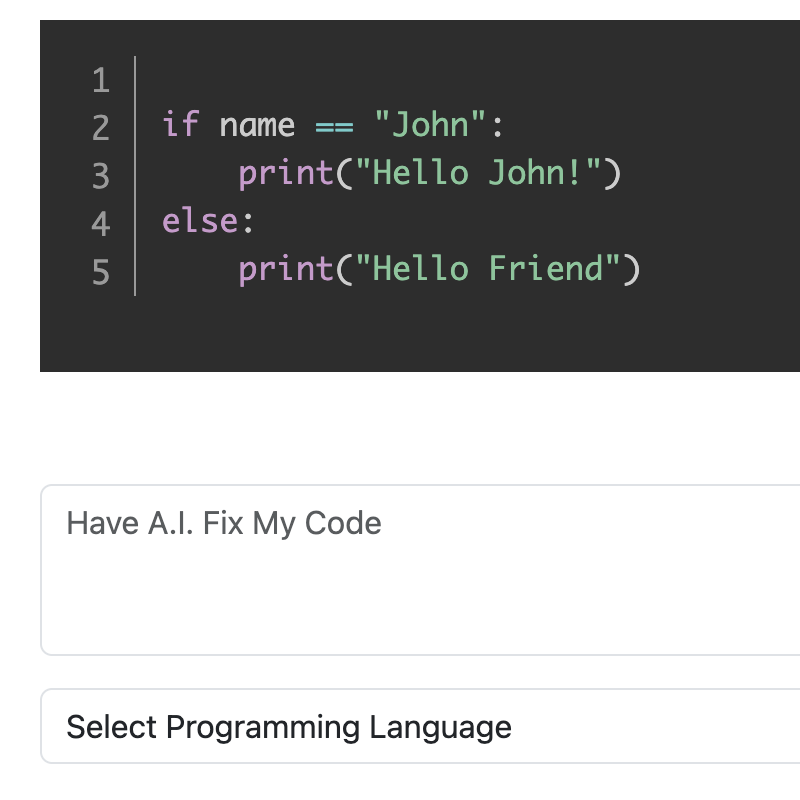 1
2 if name == "John":
3     print("Hello John!")
4 else:
5     print("Hello Friend")
Have A.I. Fix My Code
Select Programming Language